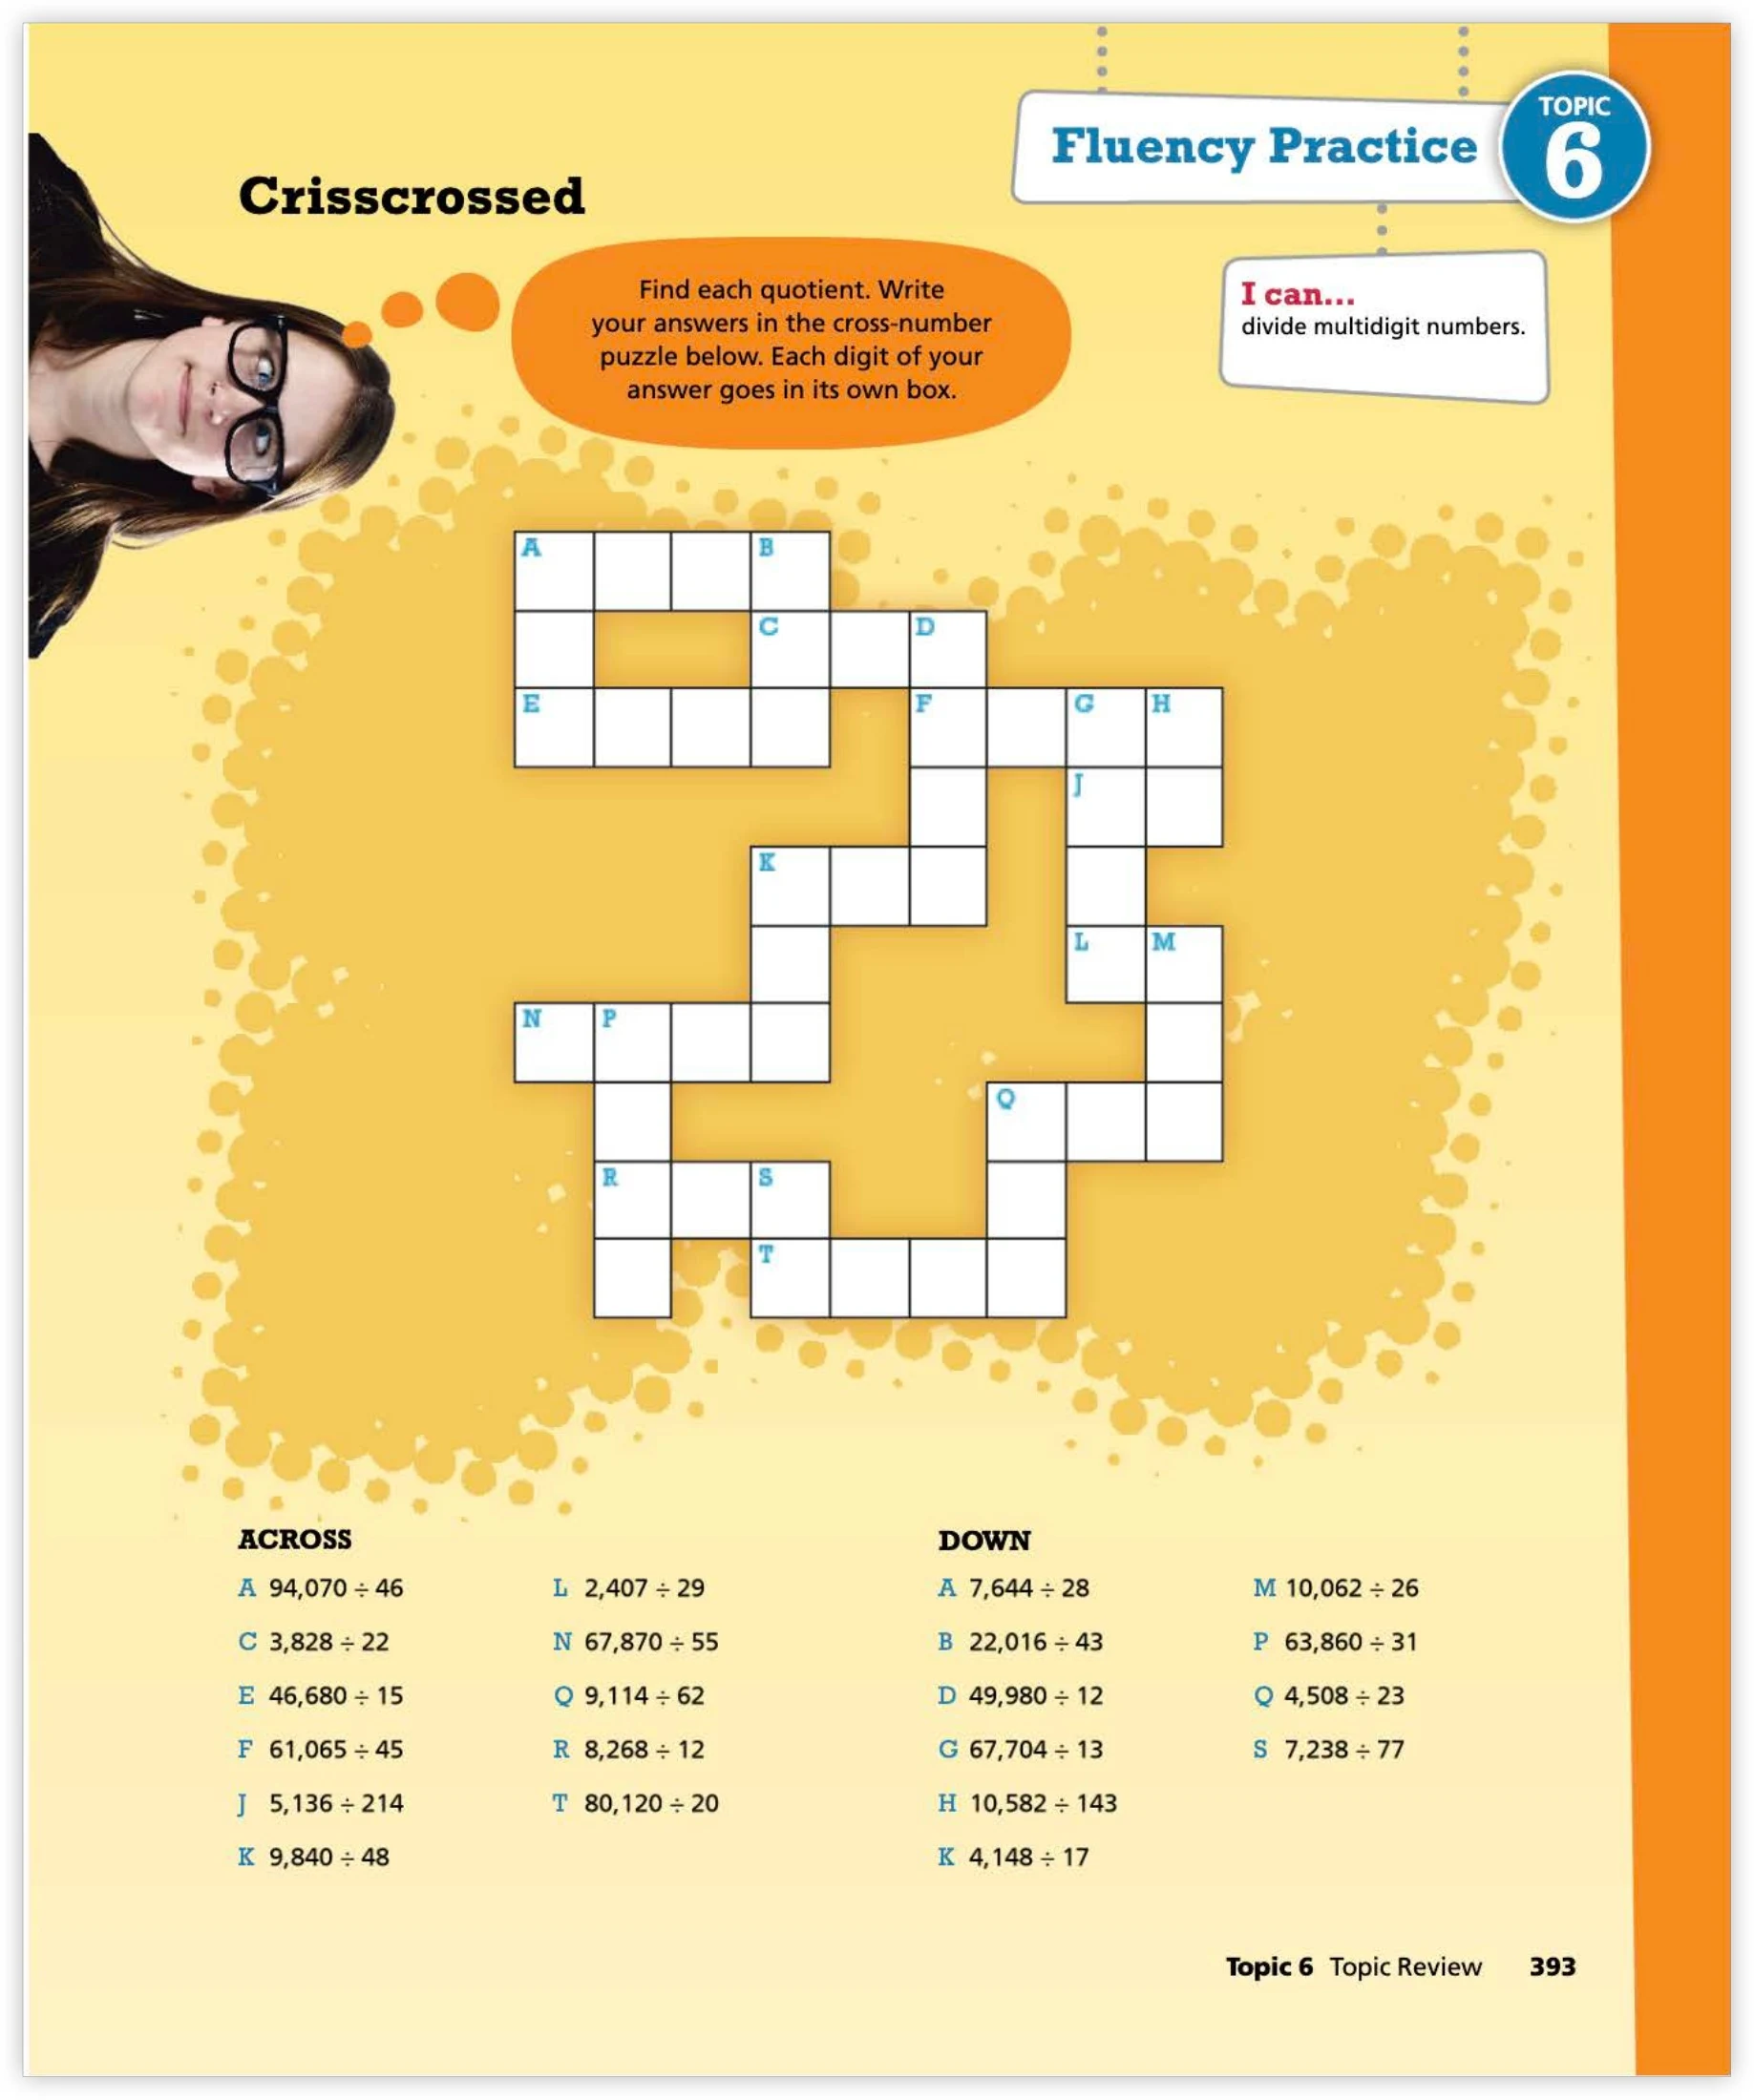 Fluency Practice
TOPIC
6
Crisscrossed
Find each quotient. Write
your answers in the cross-number
puzzle below. Each digit of your
answer goes in its own box.
I can...
divide multidigit numbers.
A B
C D
E F G H
J
K
L M
N P
Q
R S
T
ACROSS
A 94,070 ÷ 46
C 3,828 ÷ 22
E 46,680 ÷ 15
F 61,065 ÷ 45
J 5,136 ÷ 214
K 9,840 ÷ 48
L 2,407 ÷ 29
N 67,870 ÷ 55
Q 9,114 ÷ 62
R 8,268 ÷ 12
T 80,120 ÷ 20
DOWN
A 7,644 ÷ 28
B 22,016 ÷ 43
D 49,980 ÷ 12
G 67,704 ÷ 13
H 10,582 ÷ 143
K 4,148 ÷ 17
M 10,062 ÷ 26
P 63,860 ÷ 31
Q 4,508 ÷ 23
S 7,238 ÷ 77
Topic 6 Topic Review 393